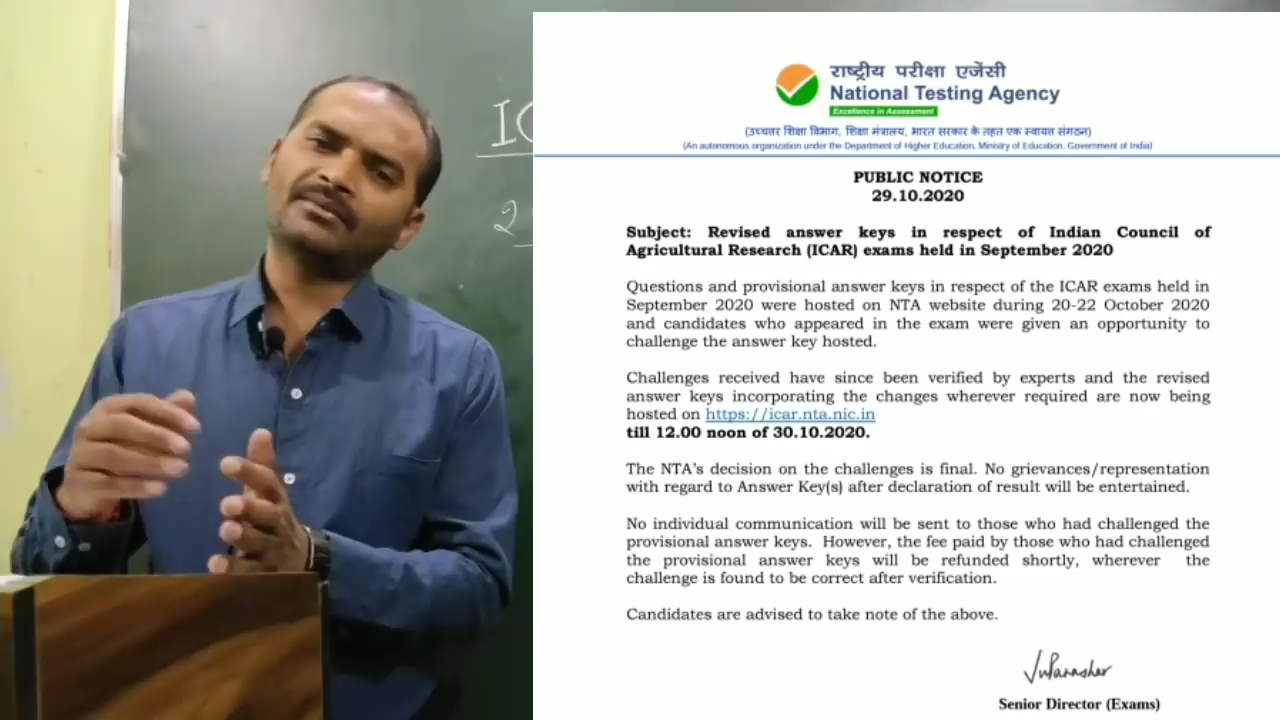 IC
2
राष्ट्रीय परीक्षा एजेंसी
National Testing Agency
Excellence in Assessment
(उच्चतर शिक्षा विभाग, शिक्षा मंत्रालय, भारत सरकार के तहत एक स्वायत्त संगठन)
(An autonomous organization under the Department of Higher Education, Ministry of Education, Government of India)
PUBLIC NOTICE
29.10.2020
Subject: Revised answer keys in respect of Indian Council of
Agricultural Research (ICAR) exams held in September 2020
Questions and provisional answer keys in respect of the ICAR exams held in
September 2020 were hosted on NTA website during 20-22 October 2020
and candidates who appeared in the exam were given an opportunity to
challenge the answer key hosted.
Challenges received have since been verified by experts and the revised
answer keys incorporating the changes wherever required are now being
hosted on https://icar.nta.nic.in
till 12.00 noon of 30.10.2020.
The NTA's decision on the challenges is final. No grievances/representation
with regard to Answer Key(s) after declaration of result will be entertained.
No individual communication will be sent to those who had challenged the
provisional answer keys. However, the fee paid by those who had challenged
the provisional answer keys will be refunded shortly, wherever the
challenge is found to be correct after verification.
Candidates are advised to take note of the above.
Senior Director (Exams)